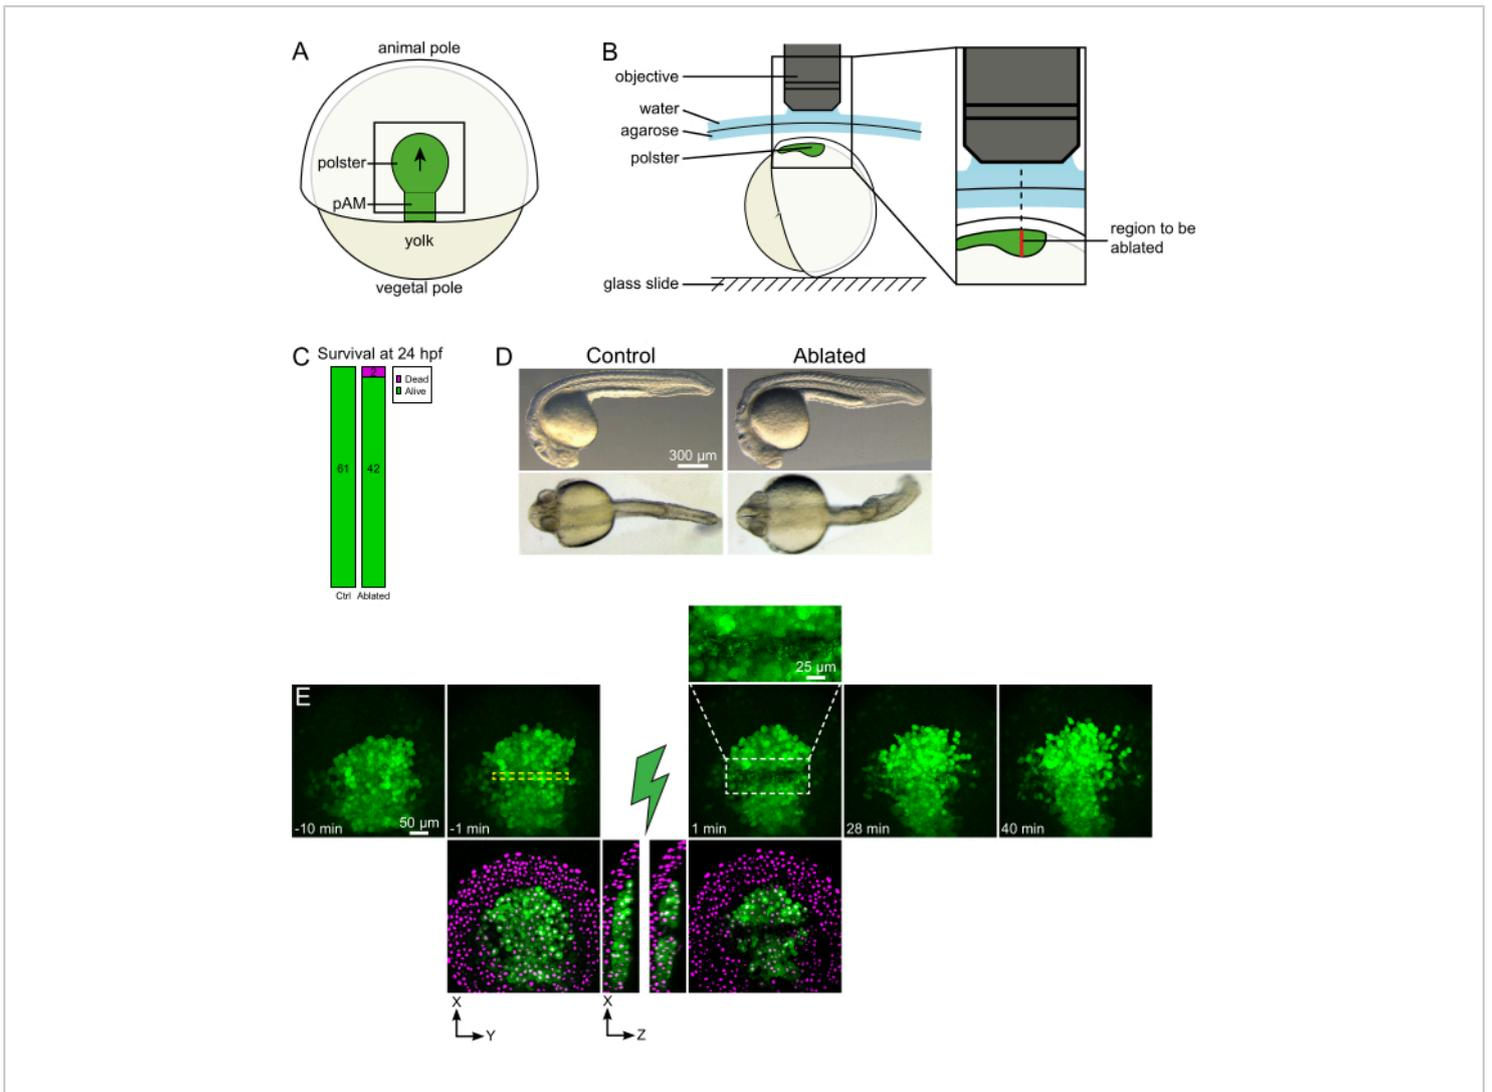 A
animal pole
polster
pAM
yolk
vegetal pole
B
objective
water
agarose
polster
glass slide
region to be
ablated
C
Survival at 24 hpf
2
Dead
Alive
61
42
Ctrl
Ablated
D
Control
Ablated
300 µm
25 µm
E
-10 min
50 µm
-1 min
1 min
28 min
40 min
X
Y
X
Z